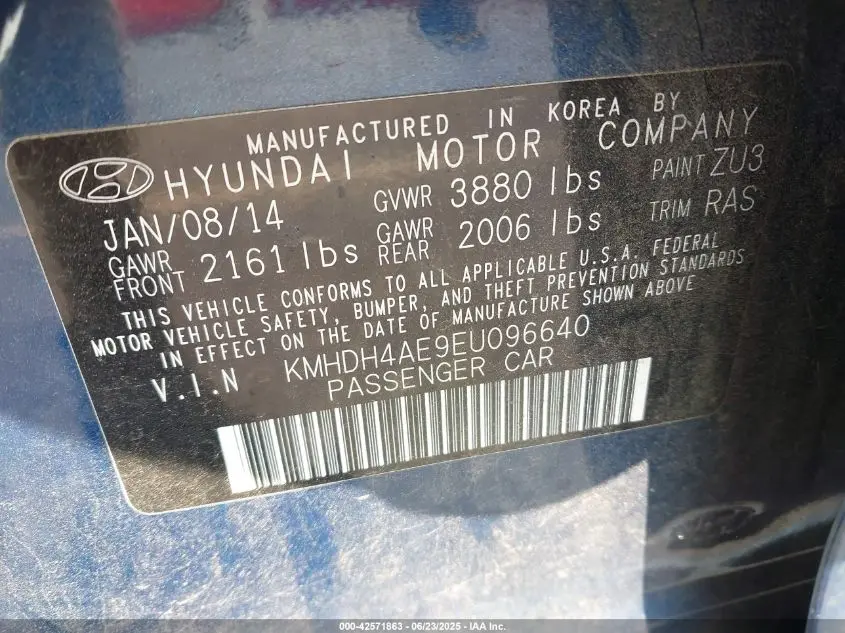 MANUFACTURED IN KOREA BY
HYUNDAI MOTOR COMPANY
JAN/08/14 GVWR 3880 lbs PAINT ZU3
GAWR FRONT 2161 lbs GAWR REAR 2006 lbs TRIM RAS
THIS VEHICLE CONFORMS TO ALL APPLICABLE U.S.A. FEDERAL
MOTOR VEHICLE SAFETY, BUMPER, AND THEFT PREVENTION STANDARDS
IN EFFECT ON THE DATE OF MANUFACTURE SHOWN ABOVE
V.I.N KMHDH4AE9EU096640
PASSENGER CAR
000-42571863 - 06/23/2025 - IAA Inc.